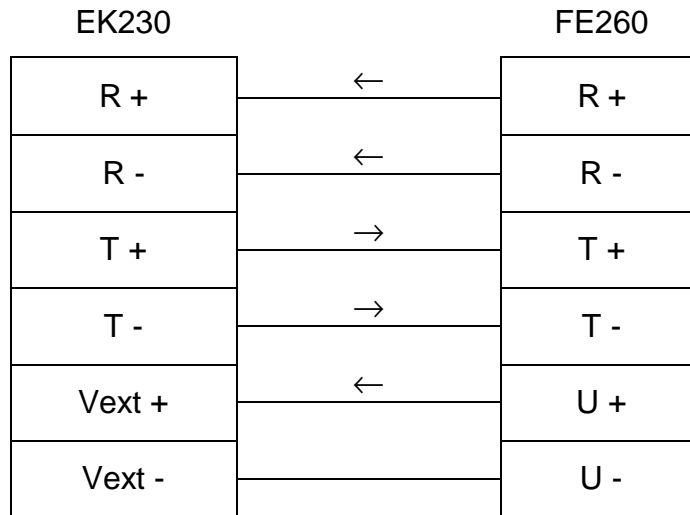 EK230 FE260
R + ← R +
R - ← R -
T + → T +
T - → T -
Vext + ← U +
Vext - U -